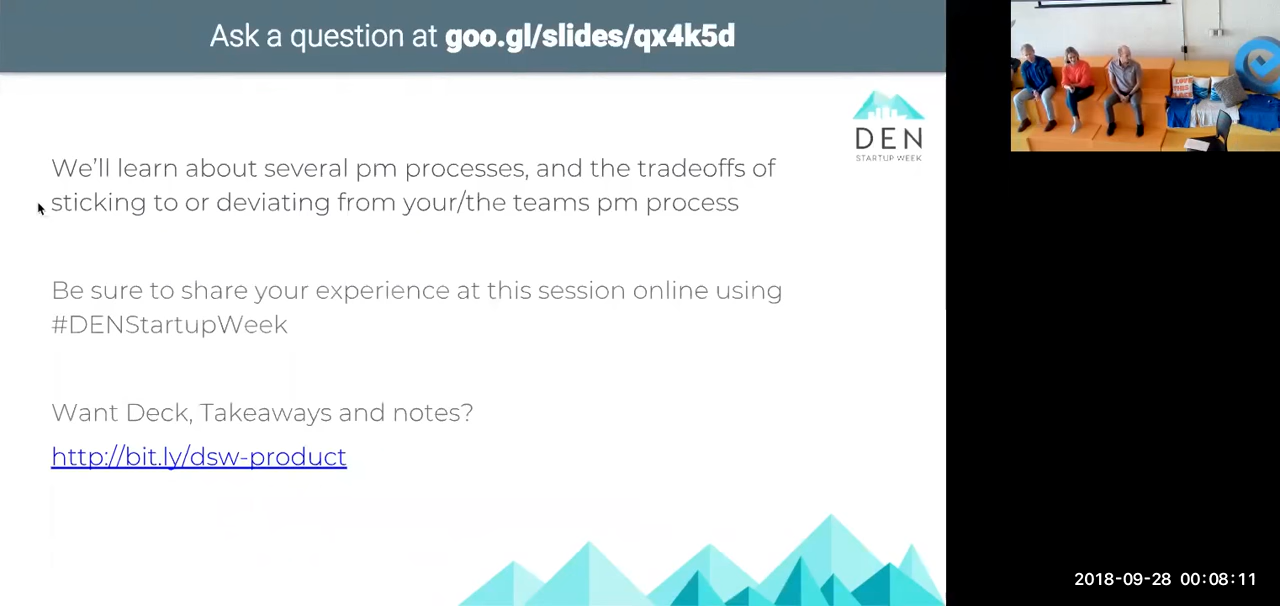 Ask a question at goo.gl/slides/qx4k5d
DEN
STARTUP WEEK
We'll learn about several pm processes, and the tradeoffs of
sticking to or deviating from your/the teams pm process
Be sure to share your experience at this session online using
#DENStartupWeek
Want Deck, Takeaways and notes?
http://bit.ly/dsw-product
2018-09-28 00:08:11